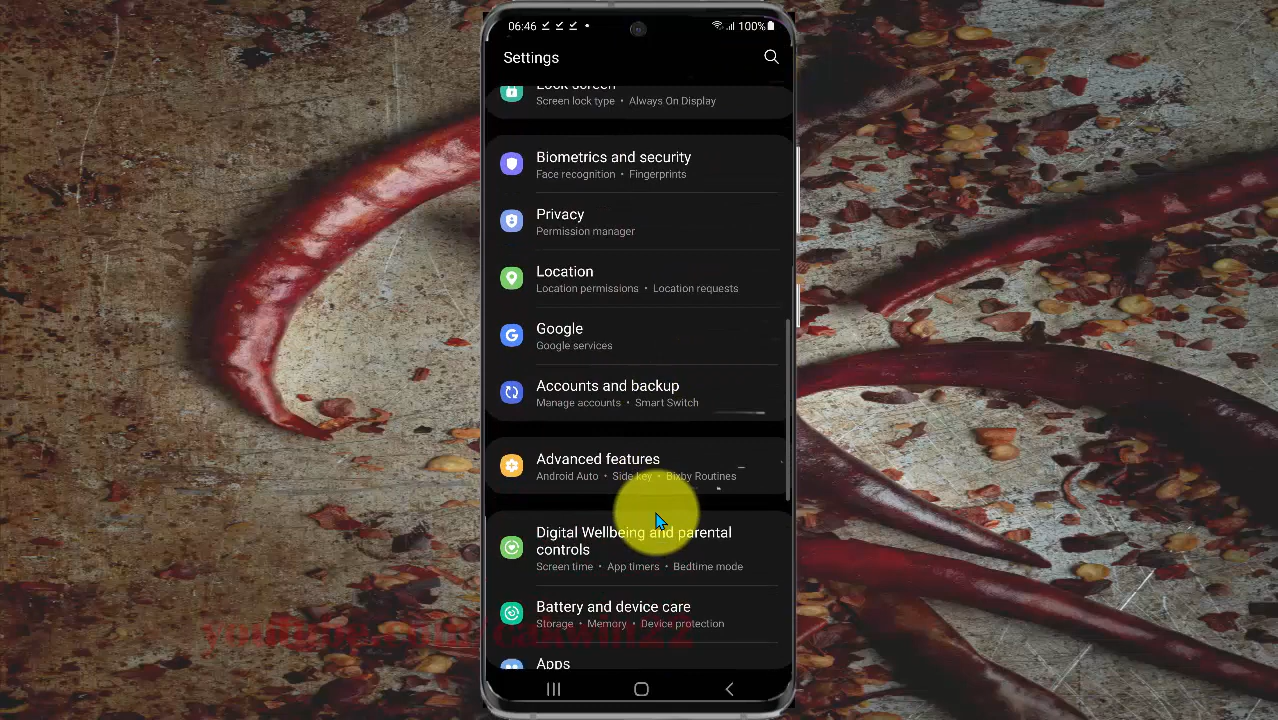 06:46
100%
Settings
Lock screen
Screen lock type • Always On Display
Biometrics and security
Face recognition • Fingerprints
Privacy
Permission manager
Location
Location permissions • Location requests
Google
Google services
Accounts and backup
Manage accounts • Smart Switch
Advanced features
Android Auto • Side key • Bixby Routines
Digital Wellbeing and parental
controls
Screen time • App timers • Bedtime mode
Battery and device care
Storage • Memory • Device protection
Apps